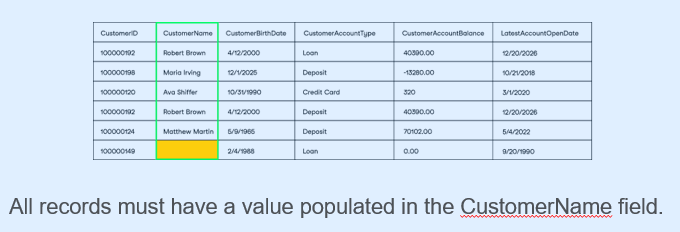 CustomerID CustomerName CustomerBirthDate CustomerAccountType CustomerAccountBalance LatestAccountOpenDate
100000192 Robert Brown 4/12/2000 Loan 40390.00 12/20/2026
100000198 Maria Irving 12/1/2025 Deposit -13280.00 10/21/2018
100000120 Ava Shiffer 10/31/1990 Credit Card 320 3/1/2020
100000192 Robert Brown 4/12/2000 Deposit 40390.00 12/20/2026
100000124 Matthew Martin 5/9/1965 Deposit 70102.00 5/4/2022
100000149 2/4/1988 Loan 0.00 9/20/1990
All records must have a value populated in the CustomerName field.